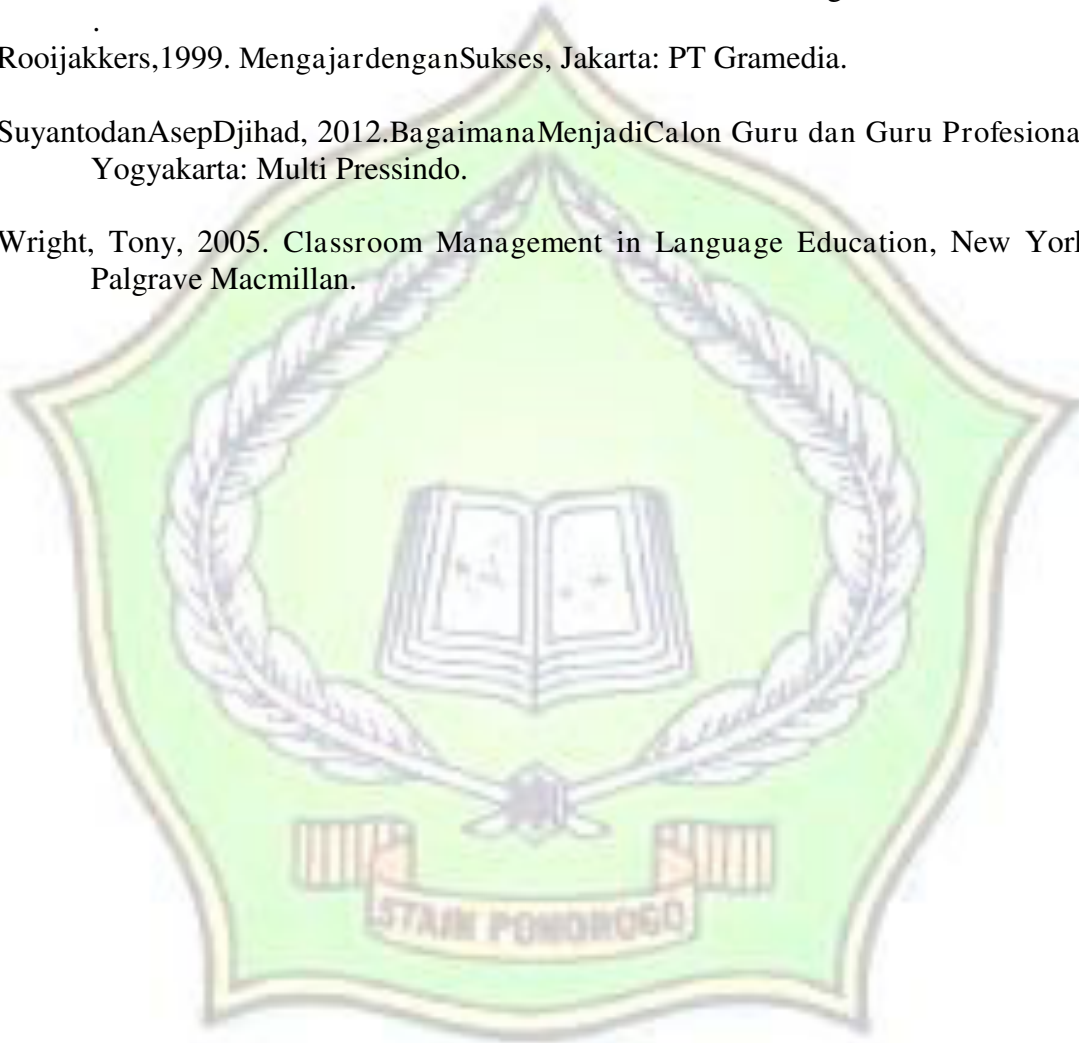 .
Rooijakkers,1999. MengajardenganSukses, Jakarta: PT Gramedia.
SuyantodanAsepDjihad, 2012.BagaimanaMenjadiCalon Guru dan Guru Profesiona
Yogyakarta: Multi Pressindo.
Wright, Tony, 2005. Classroom Management in Language Education, New York
Palgrave Macmillan.
STAIN PONOROGO